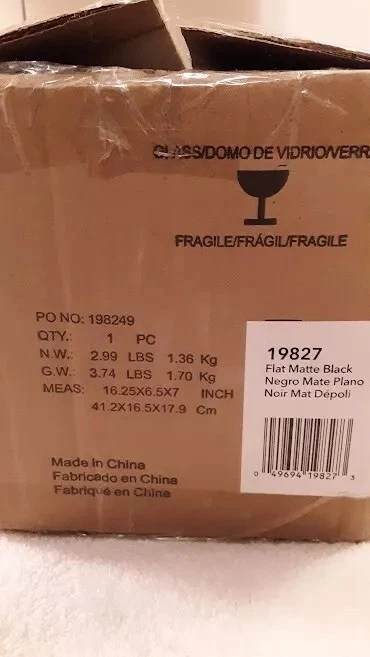 GLASS/DOMO DE VIDRIO/VERR
FRAGILE/FRÁGIL/FRAGILE
PO NO: 198249
QTY.: 1 PC
N.W.: 2.99 LBS 1.36 Kg
G.W.: 3.74 LBS 1.70 Kg
MEAS: 16.25X6.5X7 INCH
41.2X16.5X17.9 Cm
19827
Flat Matte Black
Negro Mate Plano
Noir Mat Dépoli
0 49694 19827 3
Made in China
Fabricado en China
Fabriqué en China